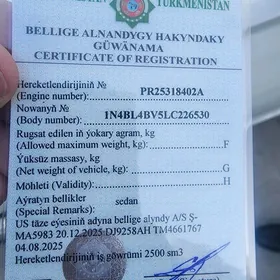 TÜRKMENISTAN
BELLIGE ALNANDYGY HAKYNDAKY
GÜWÄNAMA
CERTIFICATE OF REGISTRATION
Hereketlendirijiniň №
(Engine number) PR25318402A
Nowanyň №
(Body number) 1N4BL4BV5LC226530
Rugsat edilen iň ýokary agram, kg
(Allowed maximum weight, kg) F
Ýüksüz massasy, kg
(Net weight of vehicle, kg) G
Möhleti (Validity) H
Aýratyn bellikler sedan
(Special Remarks)
US täze eýesiniň adyna bellige alyndy A/S Ş-
MA5983 20.12.2025 DJ9258AH TM4661767
04.08.2025
Hereketlendirijiniň iş göwrümi 2500 sm3